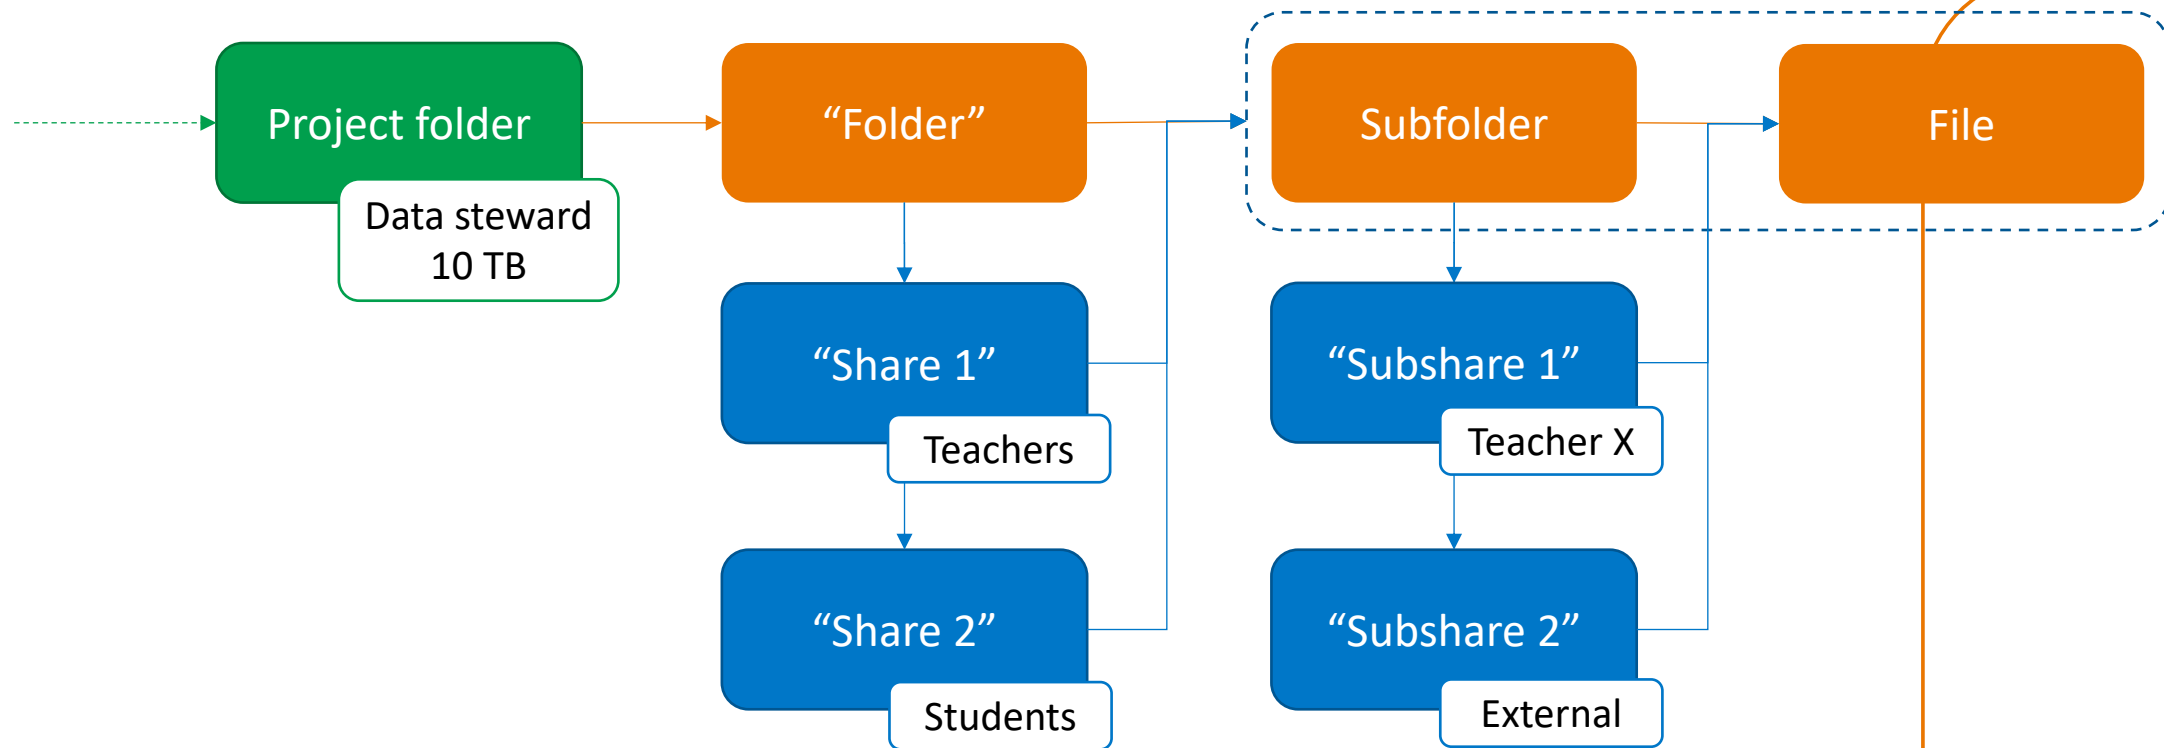 Project folder
Data steward
10 TB
“Folder”
Subfolder
File
“Share 1”
Teachers
“Subshare 1”
Teacher X
“Share 2”
Students
“Subshare 2”
External